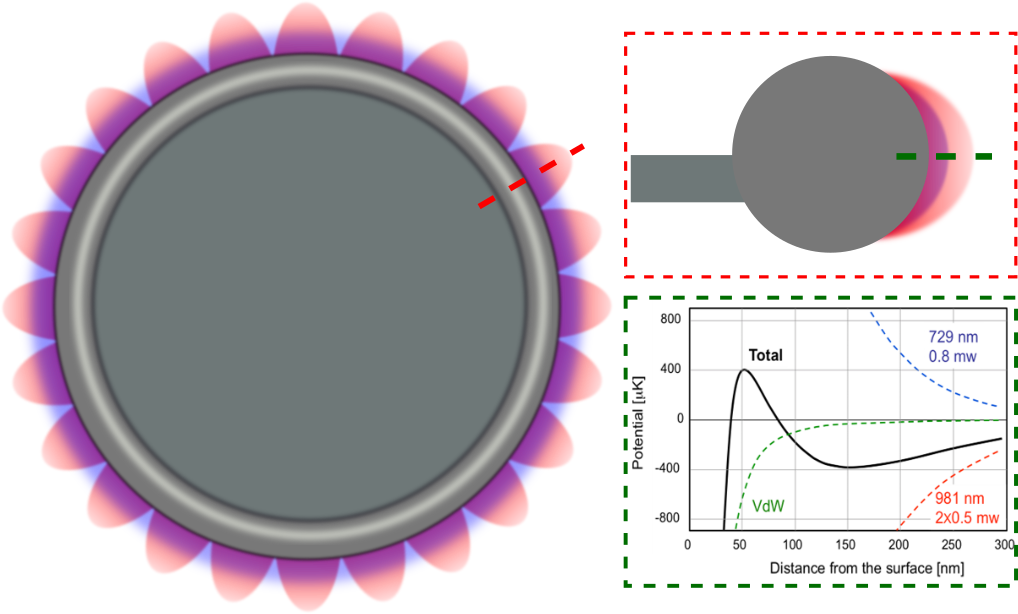 800
400
0
-400
-800
Potential [µK]
Total
729 nm
0.8 mw
VdW
981 nm
2x0.5 mw
0 50 100 150 200 250 300
Distance from the surface [nm]